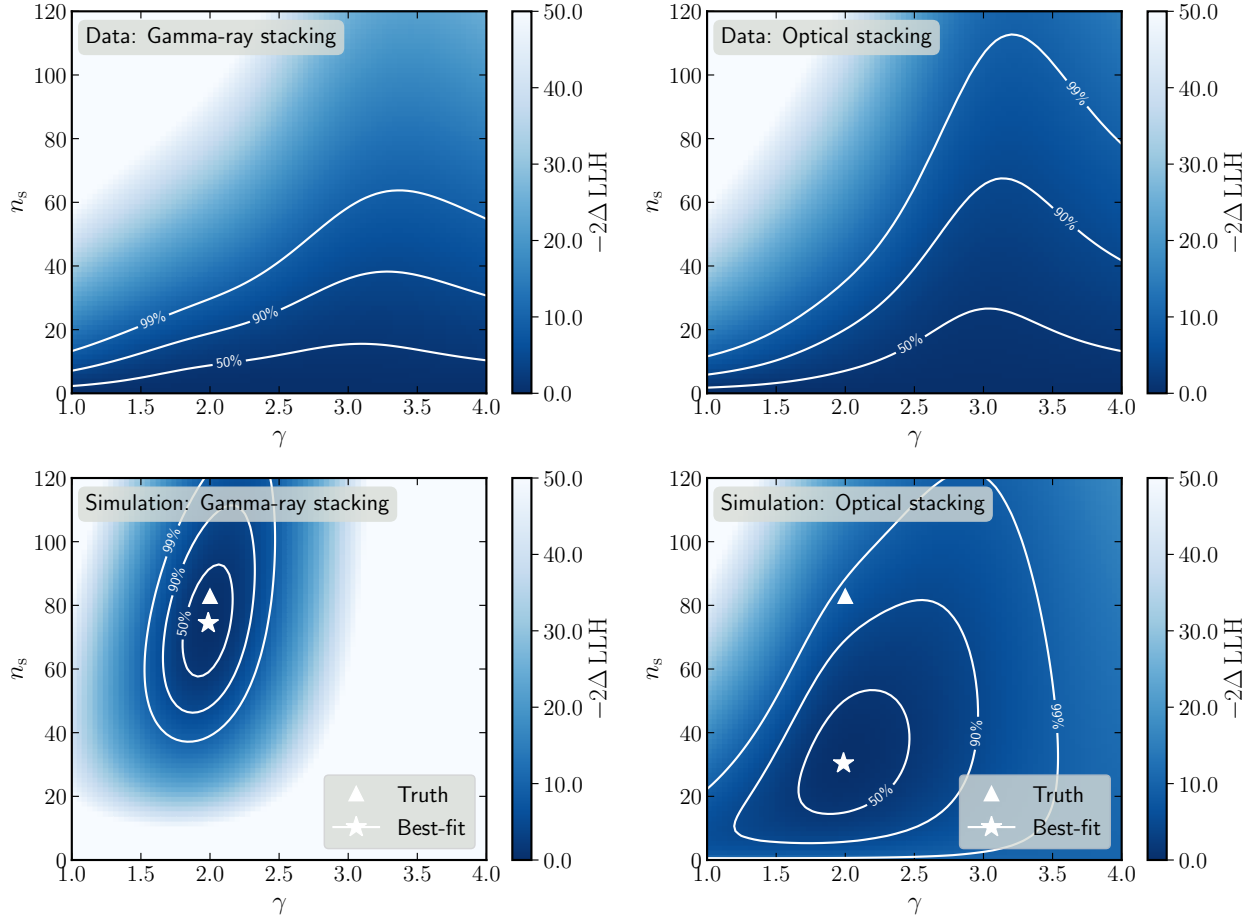 Data: Gamma-ray stacking
120
100
80
60
40
20
0
n_s
1.0 1.5 2.0 2.5 3.0 3.5 4.0
γ
99%
90%
50%
50.0
40.0
30.0
20.0
10.0
0.0
−2Δ LLH
Data: Optical stacking
120
100
80
60
40
20
0
n_s
1.0 1.5 2.0 2.5 3.0 3.5 4.0
γ
99%
90%
50%
50.0
40.0
30.0
20.0
10.0
0.0
−2Δ LLH
Simulation: Gamma-ray stacking
120
100
80
60
40
20
0
n_s
1.0 1.5 2.0 2.5 3.0 3.5 4.0
γ
99%
90%
50%
Truth
Best-fit
50.0
40.0
30.0
20.0
10.0
0.0
−2Δ LLH
Simulation: Optical stacking
120
100
80
60
40
20
0
n_s
1.0 1.5 2.0 2.5 3.0 3.5 4.0
γ
99%
90%
50%
Truth
Best-fit
50.0
40.0
30.0
20.0
10.0
0.0
−2Δ LLH